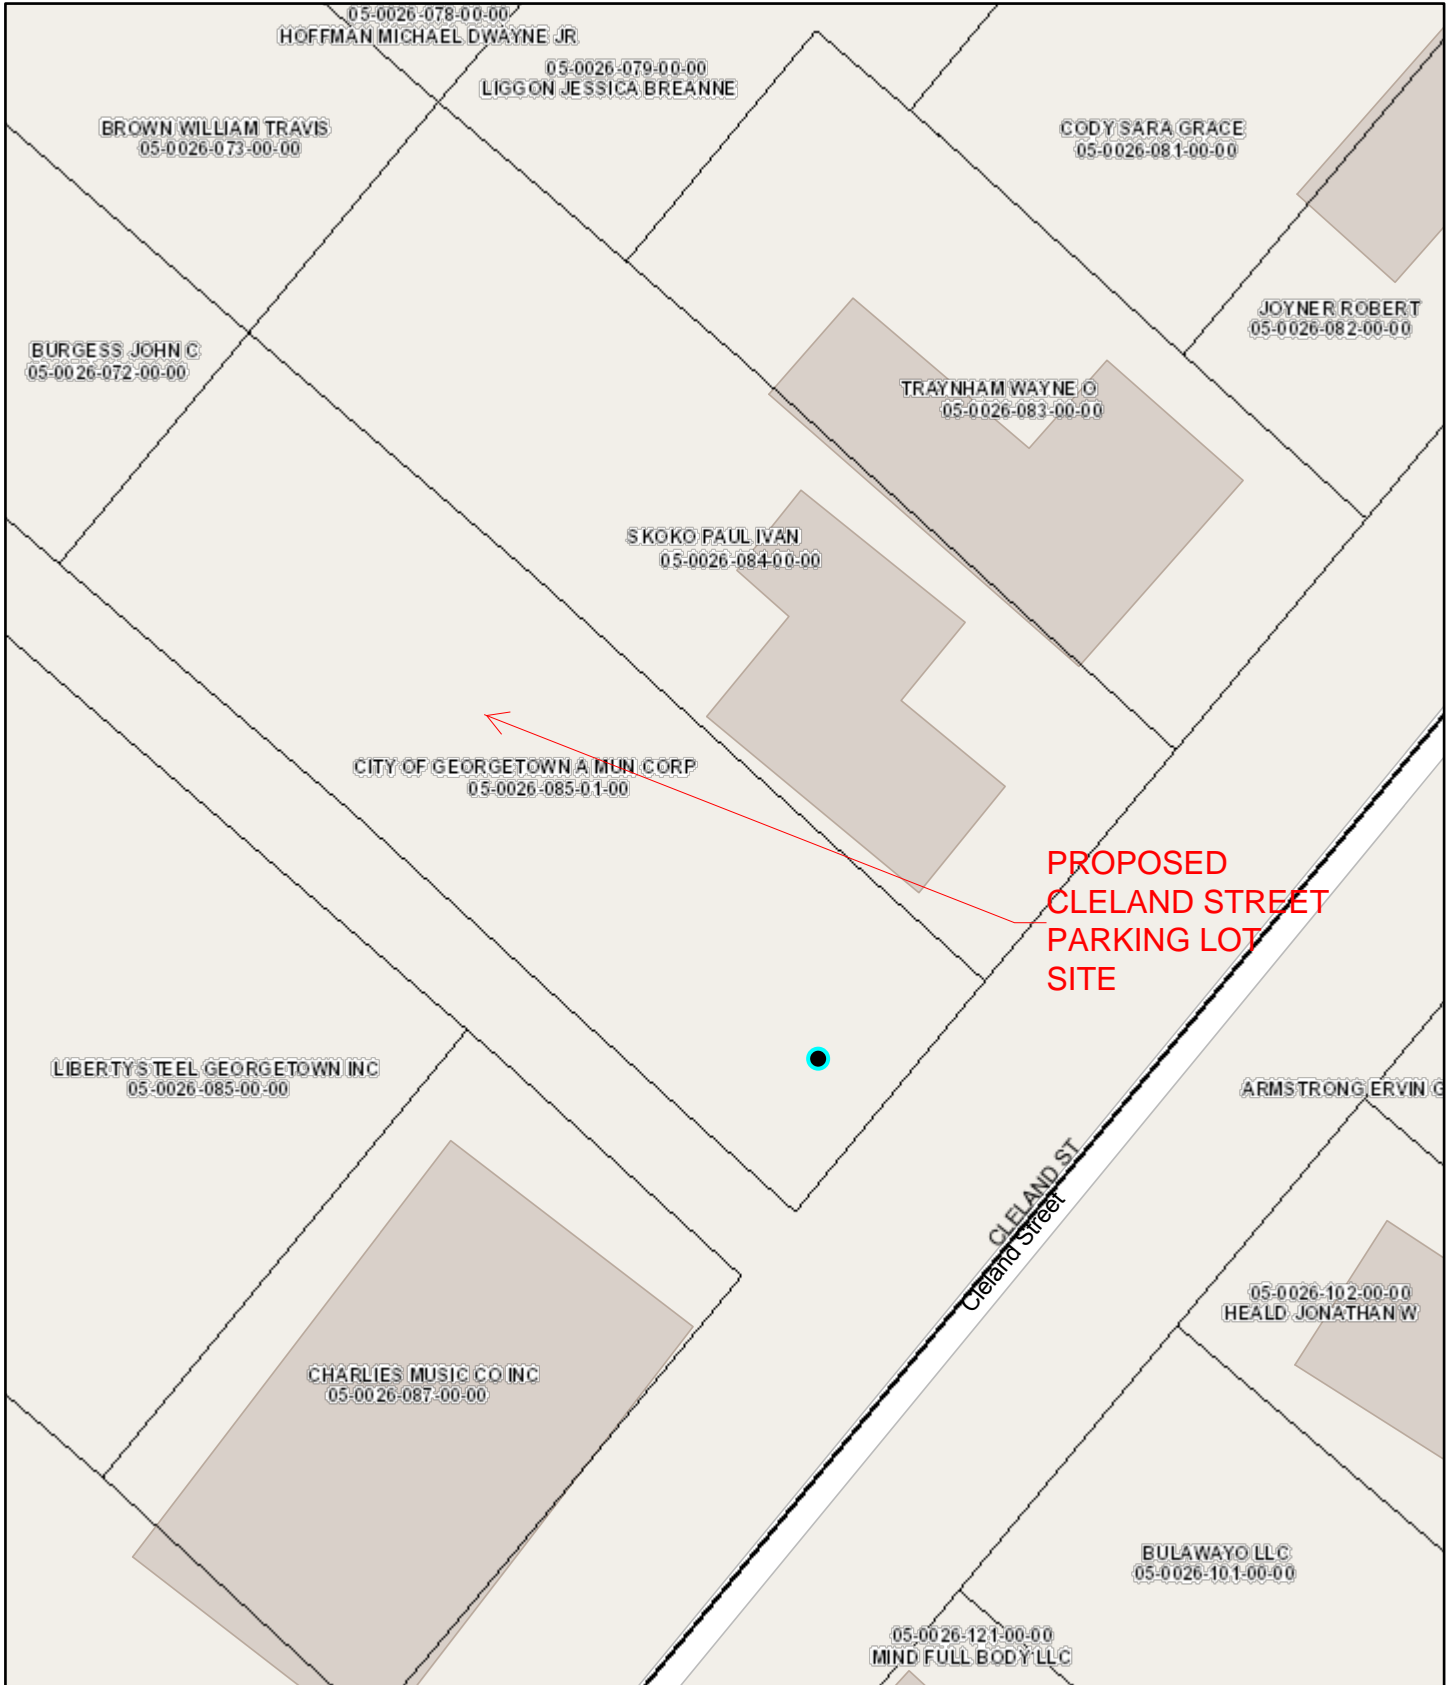 05-0026-078-00-00
HOFFMAN MICHAEL DWAYNE JR
05-0026-079-00-00
LIGGON JESSICA BREANNE
BROWN WILLIAM TRAVIS
05-0026-073-00-00
CODY SARA GRACE
05-0026-081-00-00
JOYNER ROBERT
05-0026-082-00-00
BURGESS JOHN C
05-0026-072-00-00
TRAYNHAM WAYNE O
05-0026-083-00-00
SKOKO PAUL IVAN
05-0026-084-00-00
CITY OF GEORGETOWN A MUN CORP
05-0026-085-01-00
PROPOSED
CLELAND STREET
PARKING LOT
SITE
LIBERTY STEEL GEORGETOWN INC
05-0026-085-00-00
ARMSTRONG ERVIN G
CLELAND ST
Cleland Street
05-0026-102-00-00
HEALD JONATHAN W
CHARLIES MUSIC CO INC
05-0026-087-00-00
BULAWAYO LLC
05-0026-101-00-00
05-0026-121-00-00
MIND FULL BODY LLC